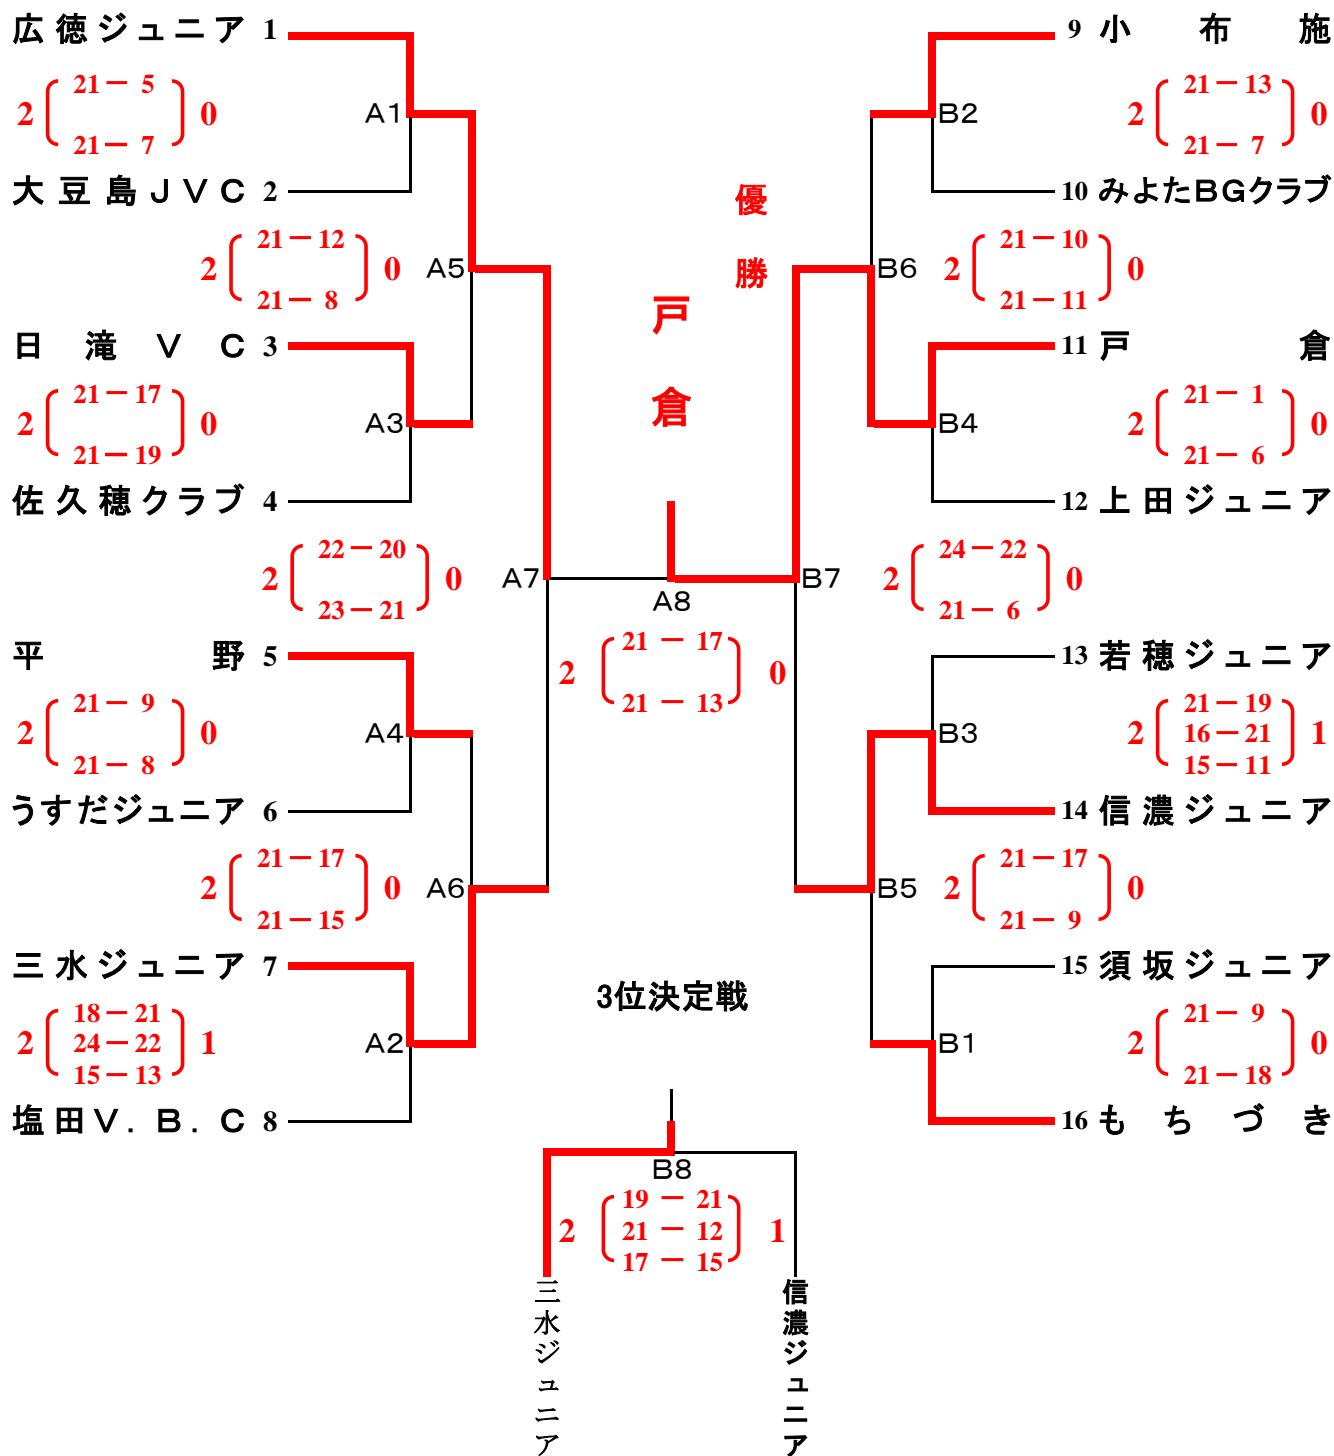 広徳ジュニア 1
2 21－5 0
21－7
A1
大豆島ＪＶＣ 2
2 21－12 0
21－8
A5
日滝ＶＣ 3
2 21－17 0
21－19
A3
佐久穂クラブ 4
2 22－20 0
23－21
A7
平野 5
2 21－9 0
21－8
A4
うすだジュニア 6
2 21－17 0
21－15
A6
三水ジュニア 7
2 18－21 1
24－22
15－13
A2
塩田Ｖ．Ｂ．Ｃ 8
優勝
戸倉
A8
2 21－17 0
21－13
9 小布施
B2
2 21－13 0
21－7
10 みよたBGクラブ
B6
2 21－10 0
21－11
11 戸倉
B4
2 21－1 0
21－6
12 上田ジュニア
B7
2 24－22 0
21－6
13 若穂ジュニア
B3
2 21－19 1
16－21
15－11
14 信濃ジュニア
B5
2 21－17 0
21－9
15 須坂ジュニア
B1
2 21－9 0
21－18
16 もちづき
3位決定戦
B8
2 19－21 1
21－12
17－15
三水ジュニア
信濃ジュニア